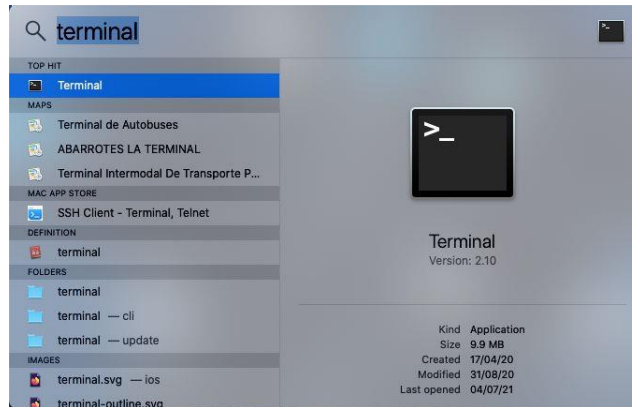 terminal
TOP HIT
Terminal
MAPS
Terminal de Autobuses
ABARROTES LA TERMINAL
Terminal Intermodal De Transporte P...
MAC APP STORE
SSH Client - Terminal, Telnet
DEFINITION
terminal
FOLDERS
terminal
terminal — cli
terminal — update
IMAGES
terminal.svg — ios
terminal-outline.svg
>_
Terminal
Version: 2.10
Kind Application
Size 9.9 MB
Created 17/04/20
Modified 31/08/20
Last opened 04/07/21